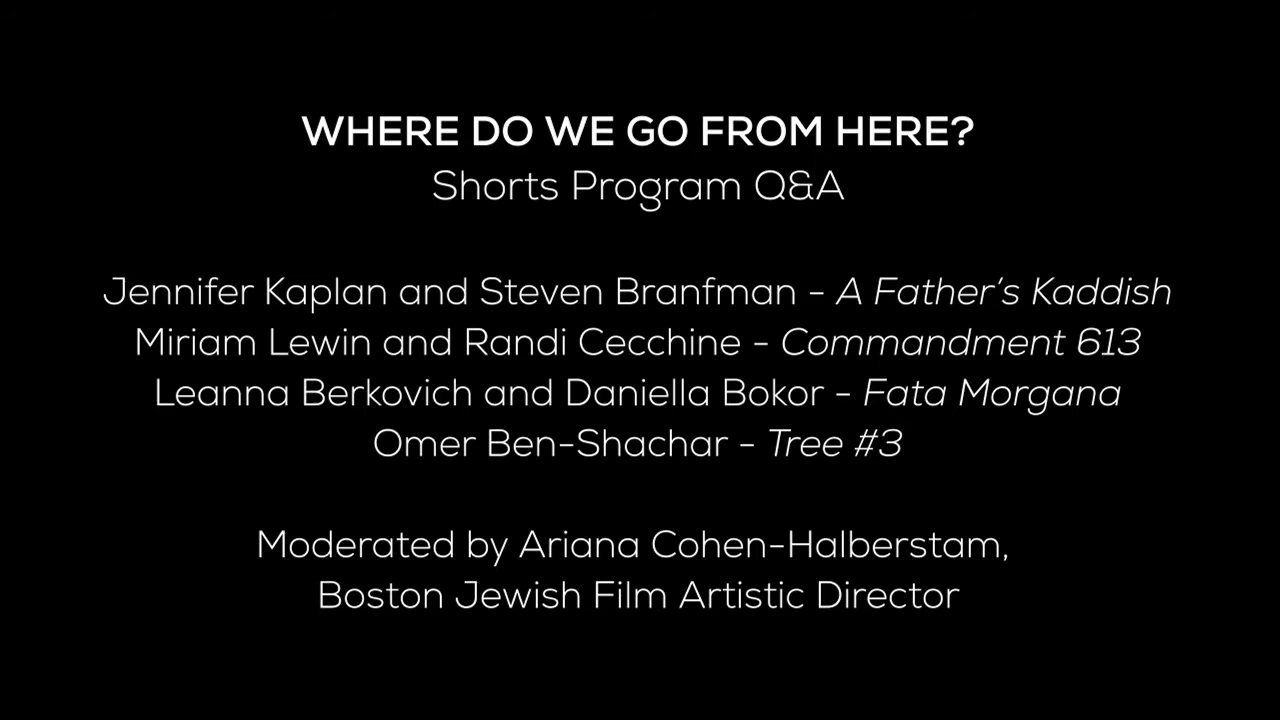 WHERE DO WE GO FROM HERE?
Shorts Program Q&A
Jennifer Kaplan and Steven Branfman - A Father's Kaddish
Miriam Lewin and Randi Cecchine - Commandment 613
Leanna Berkovich and Daniella Bokor - Fata Morgana
Omer Ben-Shachar - Tree #3
Moderated by Ariana Cohen-Halberstam,
Boston Jewish Film Artistic Director